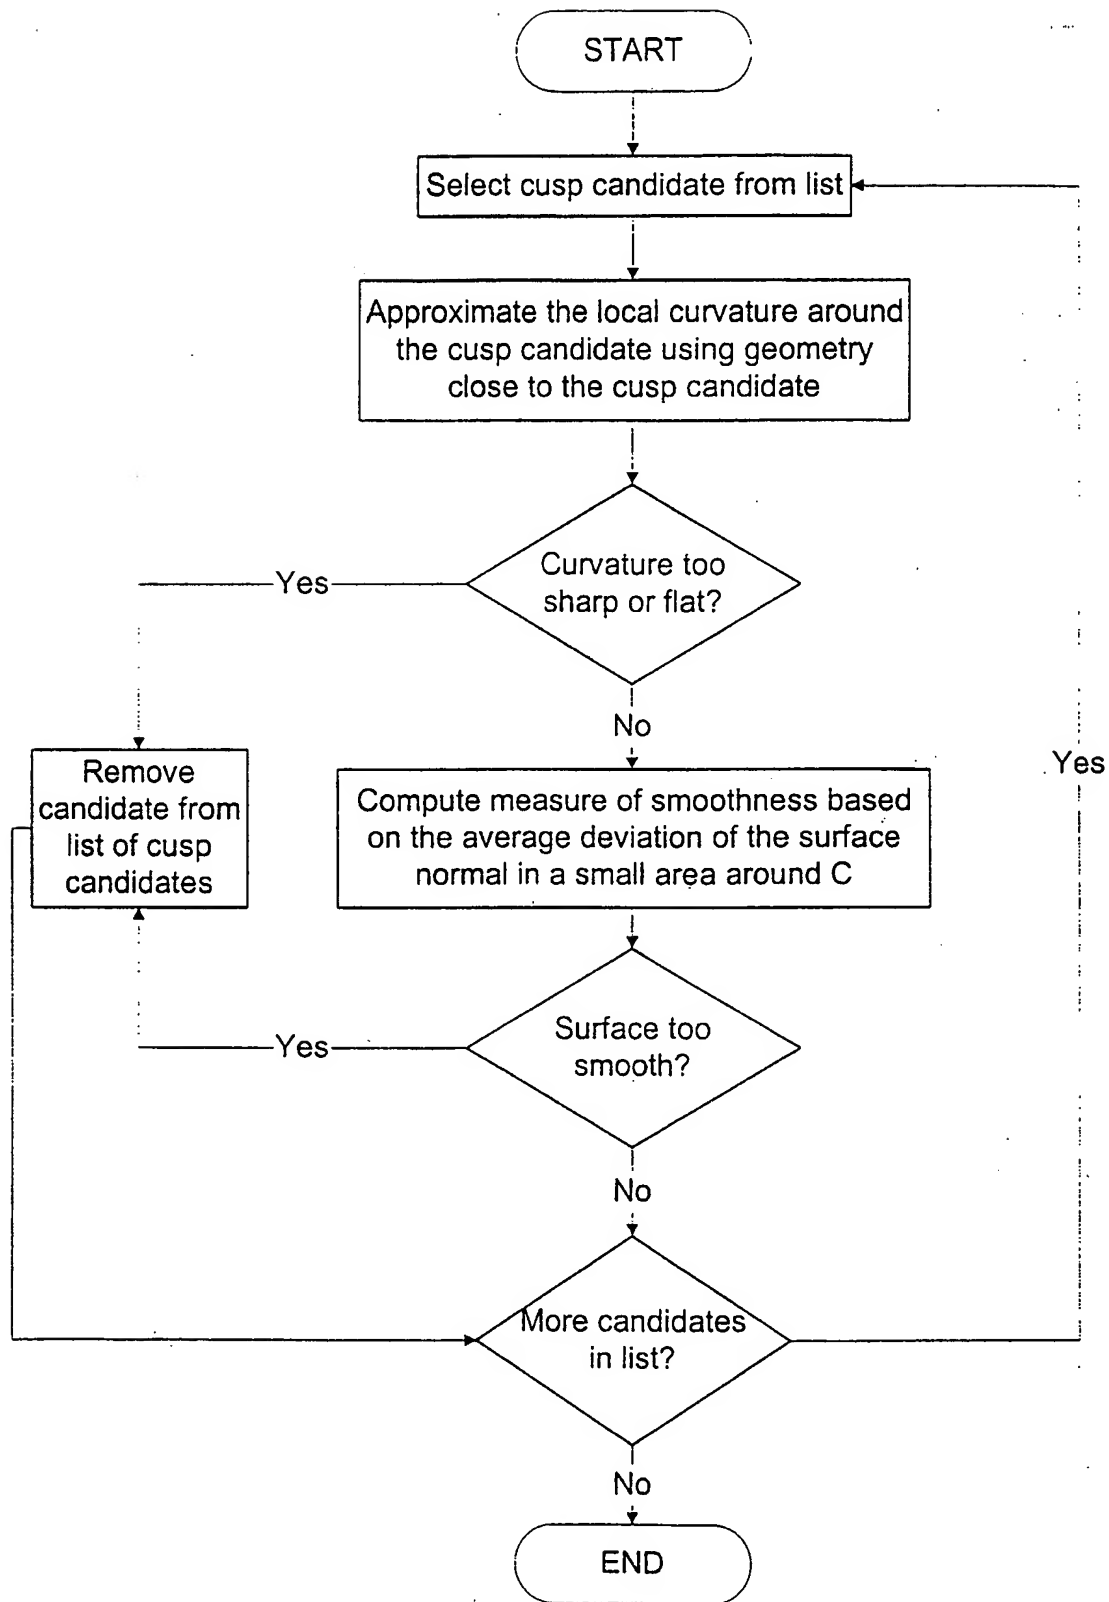 START
Select cusp candidate from list
Approximate the local curvature around
the cusp candidate using geometry
close to the cusp candidate
Curvature too
sharp or flat?
Yes
No
Remove
candidate from
list of cusp
candidates
Compute measure of smoothness based
on the average deviation of the surface
normal in a small area around C
Yes
Surface too
smooth?
Yes
No
More candidates
in list?
No
END